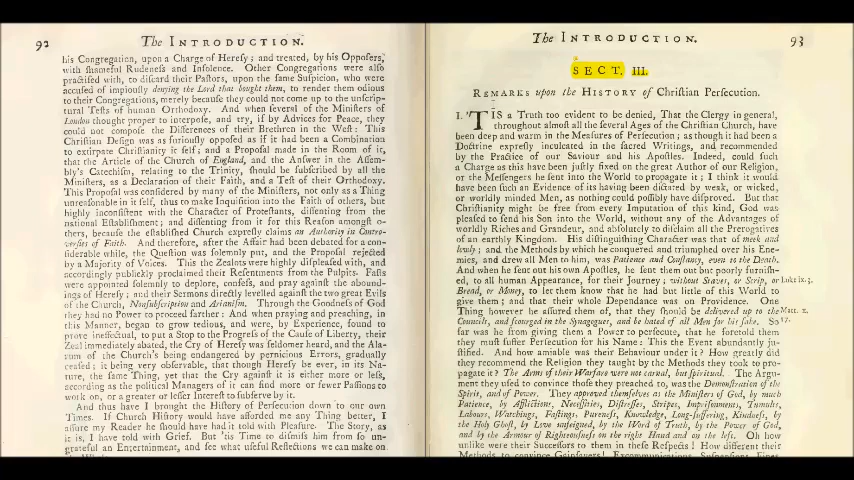 92
The INTRODUCTION.
his Congregation, upon a Charge of Heresy; and treated, by his Opposers,
with shameful Rudeness and Insolence. Other Congregations were also
practised with, to discard their Pastors, upon the same Suspicion, who were
accused of impiously denying the Lord that bought them, to render them odious
to their Congregations, merely because they could not come up to the unscrip-
tural Tests of human Orthodoxy. And when several of the Ministers of
London thought proper to interpose, and try, if by Advices for Peace, they
could not compose the Differences of their Brethren in the West: This
Christian Design was as furiously opposed as if it had been a Combination
to extirpate Christianity it self; and a Proposal made in the Room of it,
that the Article of the Church of England, and the Answer in the Assem-
bly's Catechism, relating to the Trinity, should be subscribed by all the
Ministers, as a Declaration of their Faith, and a Test of their Orthodoxy.
This Proposal was considered by many of the Ministers, not only as a Thing
unreasonable in it self, thus to make Inquisition into the Faith of others, but
highly inconsistent with the Character of Protestants, dissenting from the
national Establishment; and dissenting from it for this Reason amongst o-
thers, because the established Church expresly claims an Authority in Contro-
versies of Faith. And therefore, after the Affair had been debated for a con-
siderable while, the Question was solemnly put, and the Proposal rejected
by a Majority of Voices. This the Zealots were highly displeased with, and
accordingly publickly proclaimed their Resentments from the Pulpits. Fasts
were appointed solemnly to deplore, confess, and pray against the abound-
ings of Heresy; and their Sermons directly levelled against the two great Evils
of the Church, Nonsubscription and Arianism. Through the Goodness of God
they had no Power to proceed farther: And when praying and preaching, in
this Manner, began to grow tedious, and were, by Experience, found to
prove ineffectual, to put a Stop to the Progress of the Cause of Liberty, their
Zeal immediately abated, the Cry of Heresy was seldomer heard, and the Ala-
rum of the Church's being endangered by pernicious Errors, gradually
ceased; it being very observable, that though Heresy be ever, in its Na-
ture, the same Thing, yet that the Cry against it is either more or less,
according as the political Managers of it can find more or fewer Passions to
work on, or a greater or lesser Interest to subserve by it.
And thus have I brought the History of Persecution down to our own
Times. If Church History would have afforded me any Thing better, I
assure my Reader he should have had it told with Pleasure. The Story, as
it is, I have told with Grief. But 'tis Time to dismiss him from so un-
grateful an Entertainment, and see what useful Reflections we can make on
The INTRODUCTION.
93
SECT. III.
REMARKS upon the HISTORY of Christian Persecution.
I. 'TIS a Truth too evident to be denied, That the Clergy in general,
throughout almost all the several Ages of the Christian Church, have
been deep and warm in the Measures of Persecution; as though it had been a
Doctrine expresly inculcated in the sacred Writings, and recommended
by the Practice of our Saviour and his Apostles. Indeed, could such
a Charge as this have been justly fixed on the great Author of our Religion,
or the Messengers he sent into the World to propagate it; I think it would
have been such an Evidence of its having been dictated by weak, or wicked,
or worldly minded Men, as nothing could possibly have disproved. But that
Christianity might be free from every Imputation of this kind, God was
pleased to send his Son into the World, without any of the Advantages of
worldly Riches and Grandeur, and absolutely to disclaim all the Prerogatives
of an earthly Kingdom. His distinguishing Character was that of meek and
lowly; and the Methods by which he conquered and triumphed over his Ene-
mies, and drew all Men to him, was Patience and Constancy, even to the Death.
And when he sent out his own Apostles, he sent them out but poorly furnish-
ed, to all human Appearance, for their Journey; without Staves, or Scrip, or Luke ix. 3.
Bread, or Money, to let them know that he had but little of this World to
give them; and that their whole Dependance was on Providence. One
Thing however he assured them of, that they should be delivered up to the Matt. x.
Councils, and scourged in the Synagogues, and be hated of all Men for his sake. So 17.
far was he from giving them a Power to persecute, that he foretold them
they must suffer Persecution for his Name: This the Event abundantly ju-
stified. And how amiable was their Behaviour under it? How greatly did
they recommend the Religion they taught by the Methods they took to pro-
pagate it? The Arms of their Warfare were not carnal, but spiritual. The Argu-
ment they used to convince those they preached to, was the Demonstration of the
Spirit, and of Power. They approved themselves as the Ministers of God, by much
Patience, by Afflictions, Necessities, Distresses, Stripes, Imprisonments, Tumults,
Labours, Watchings, Fastings, Pureness, Knowledge, Long-suffering, Kindness, by
the Holy Ghost, by Love unfeigned, by the Word of Truth, by the Power of God,
and by the Armour of Righteousness on the right Hand and on the left. Oh how
unlike were their Successors to them in these Respects! How different their
Methods to convince Gainsayers!